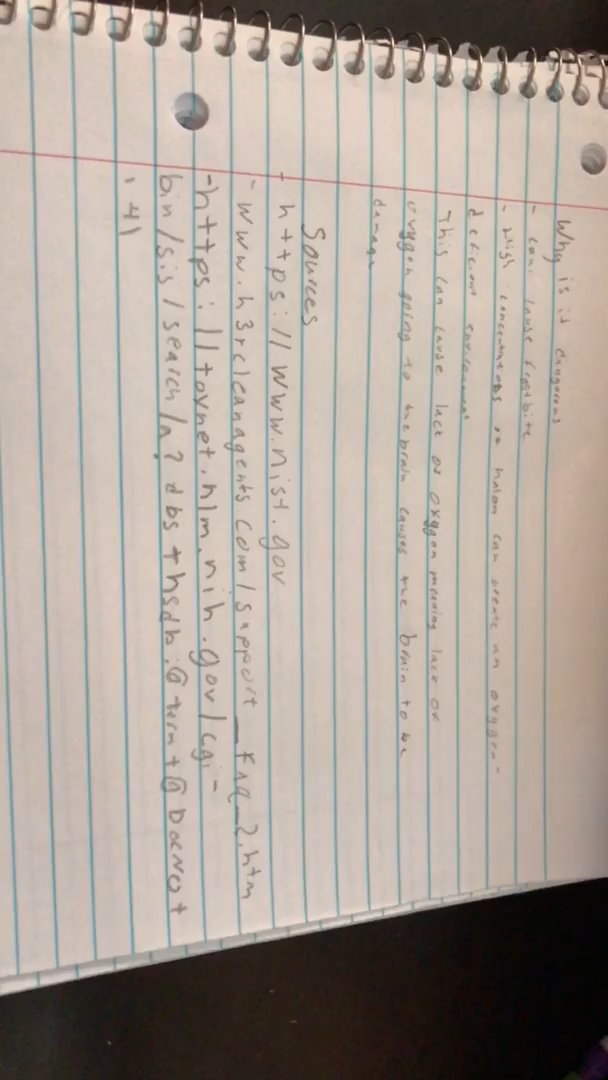 Why is it dangerous
- can cause frostbite
- High concentrations of halon can create an oxygen-
deficient environment
This can cause lack of oxygen meaning lack of
oxygen going to the brain causes the brain to be
damage
Sources
- https://www.nist.gov
- www.h3rcleanagents.com/support_faq_2.htm
- https://toxnet.nlm.nih.gov/cgi-
bin/sis/search/a?dbs+hsdb:@term+@DOCNO+